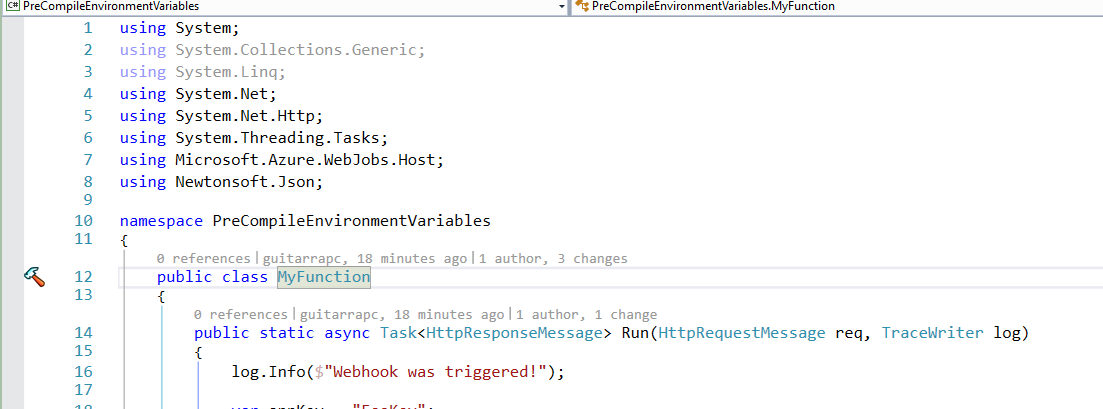 C# PreCompileEnvironmentVariables PreCompileEnvironmentVariables.MyFunction
1 using System;
2 using System.Collections.Generic;
3 using System.Linq;
4 using System.Net;
5 using System.Net.Http;
6 using System.Threading.Tasks;
7 using Microsoft.Azure.WebJobs.Host;
8 using Newtonsoft.Json;
9
10 namespace PreCompileEnvironmentVariables
11 {
0 references | guitarrapc, 18 minutes ago | 1 author, 3 changes
12 public class MyFunction
13 {
0 references | guitarrapc, 18 minutes ago | 1 author, 1 change
14 public static async Task<HttpResponseMessage> Run(HttpRequestMessage req, TraceWriter log)
15 {
16 log.Info($"Webhook was triggered!");
17
18 var appKey = "FooKey";